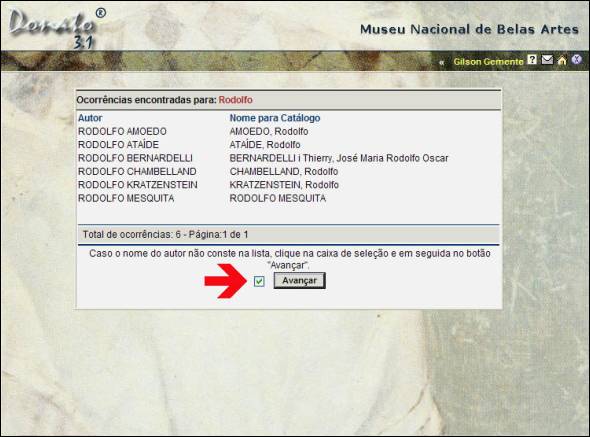 Donato ®
3.1
Museu Nacional de Belas Artes
« Gilson Gemente ?
Ocorrências encontradas para: Rodolfo
Autor Nome para Catálogo
RODOLFO AMOEDO AMOEDO, Rodolfo
RODOLFO ATAÍDE ATAÍDE, Rodolfo
RODOLFO BERNARDELLI BERNARDELLI i Thierry, José Maria Rodolfo Oscar
RODOLFO CHAMBELLAND CHAMBELLAND, Rodolfo
RODOLFO KRATZENSTEIN KRATZENSTEIN, Rodolfo
RODOLFO MESQUITA RODOLFO MESQUITA
Total de ocorrências: 6 - Página:1 de 1
Caso o nome do autor não conste na lista, clique na caixa de seleção e em seguida no botão
"Avançar".
Avançar